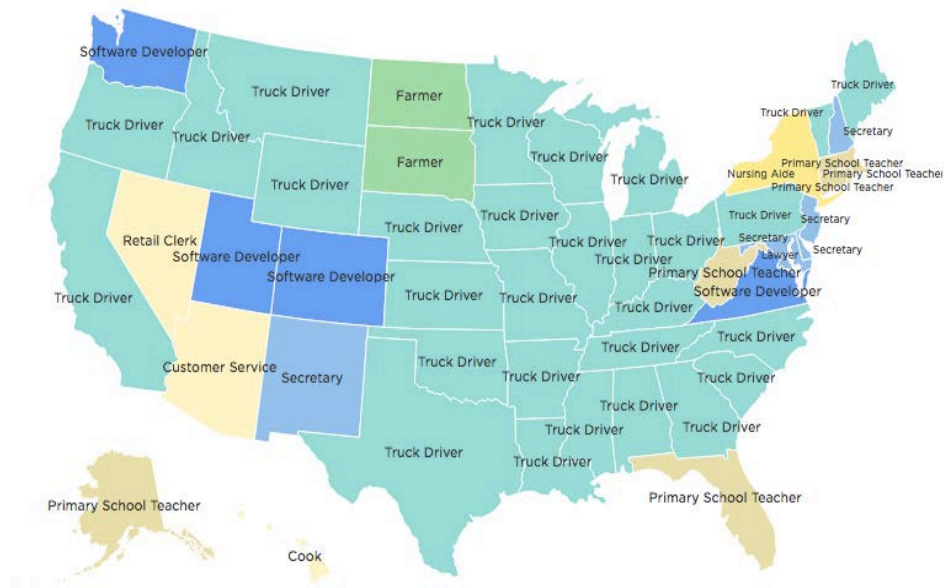 Software Developer
Truck Driver
Farmer
Truck Driver
Truck Driver
Truck Driver
Secretary
Truck Driver
Truck Driver
Truck Driver
Farmer
Primary School Teacher
Nursing Aide
Primary School Teacher
Truck Driver
Truck Driver
Primary School Teacher
Truck Driver
Truck Driver
Truck Driver
Secretary
Truck Driver
Retail Clerk
Truck Driver
Truck Driver
Secretary
Secretary
Software Developer
Truck Driver
Lawyer
Software Developer
Primary School Teacher
Truck Driver
Truck Driver
Truck Driver
Software Developer
Truck Driver
Truck Driver
Truck Driver
Customer Service
Truck Driver
Secretary
Truck Driver
Truck Driver
Truck Driver
Truck Driver
Truck Driver
Truck Driver
Truck Driver
Primary School Teacher
Primary School Teacher
Cook